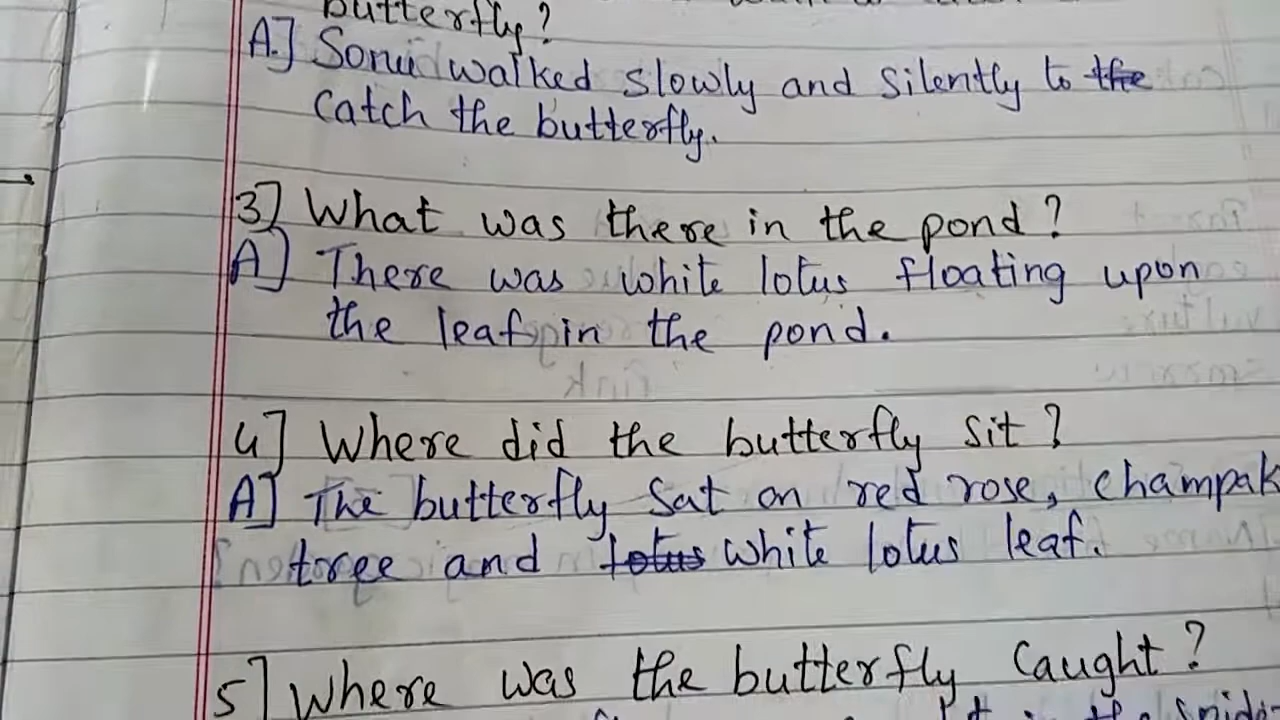 butterfly?
A.] Sonu walked slowly and silently to the
catch the butterfly.
3] What was there in the pond?
A] There was white lotus floating upon
the leaf in the pond.
4] Where did the butterfly sit?
A] The butterfly sat on red rose, champak
tree and lotus white lotus leaf.
5] Where was the butterfly caught?